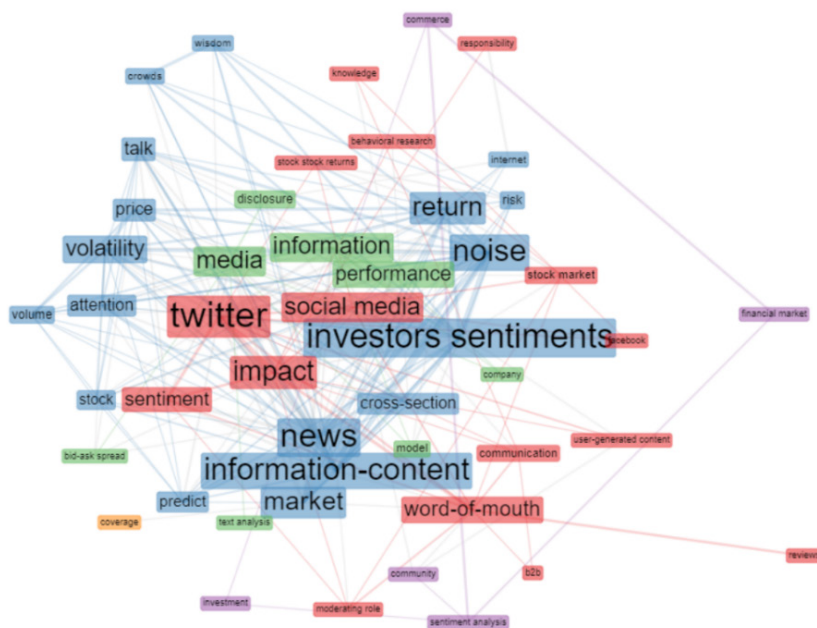 commerce
wisdom
responsibility
crowds
knowledge
behavioral research
talk
stock stock returns
internet
disclosure
risk
price
return
information
volatility
noise
media
performance
stock market
attention
social media
volume
twitter
financial market
investors sentiments
facebook
impact
company
stock
sentiment
cross-section
news
user-generated content
model
communication
bid-ask spread
information-content
predict
market
word-of-mouth
coverage
text analysis
reviews
community
b2b
investment
moderating role
sentiment analysis